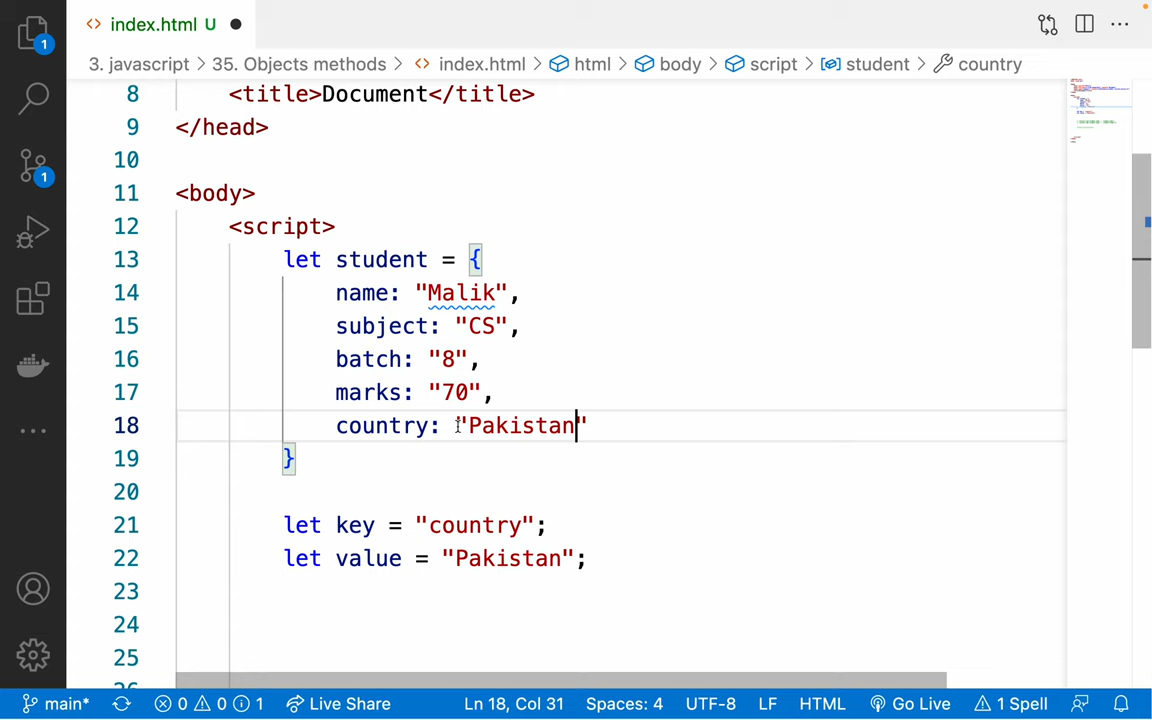 index.html U
3. javascript > 35. Objects methods > index.html > html > body > script > student > country
8 <title>Document</title>
9 </head>
10
11 <body>
12 <script>
13 let student = {
14 name: "Malik",
15 subject: "CS",
16 batch: "8",
17 marks: "70",
18 country: "Pakistan"
19 }
20
21 let key = "country";
22 let value = "Pakistan";
23
24
25
1
1
main* 0 0 1 Live Share Ln 18, Col 31 Spaces: 4 UTF-8 LF HTML Go Live 1 Spell